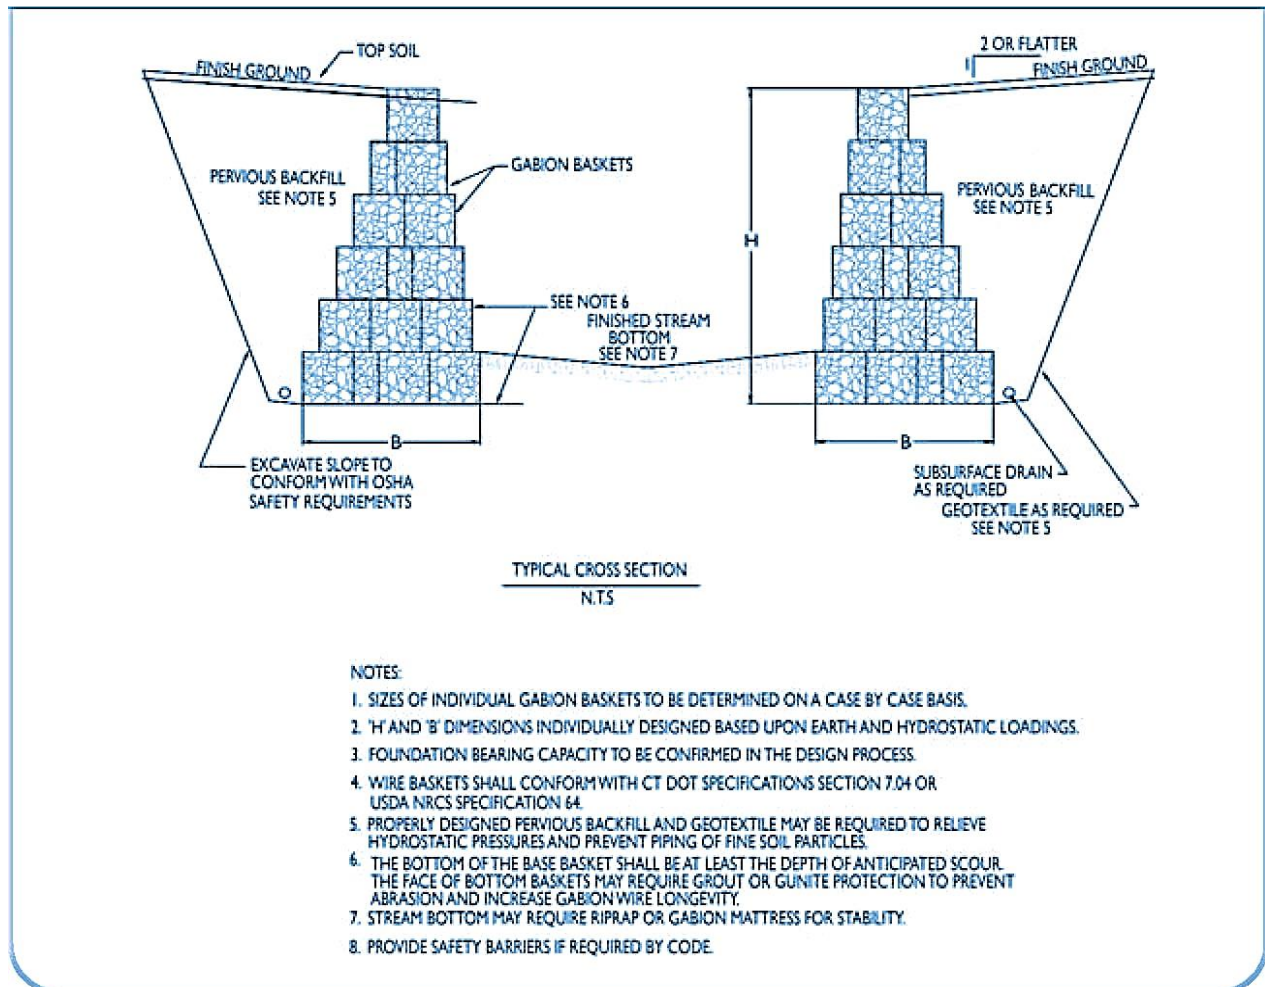 TOP SOIL
FINISH GROUND
2 OR FLATTER
1
FINISH GROUND
GABION BASKETS
PERVIOUS BACKFILL
SEE NOTE 5
PERVIOUS BACKFILL
SEE NOTE 5
H
SEE NOTE 6
FINISHED STREAM
BOTTOM
SEE NOTE 7
B
B
EXCAVATE SLOPE TO
CONFORM WITH OSHA
SAFETY REQUIREMENTS
SUBSURFACE DRAIN
AS REQUIRED
GEOTEXTILE AS REQUIRED
SEE NOTE 5
TYPICAL CROSS SECTION
N.T.S
NOTES:
1. SIZES OF INDIVIDUAL GABION BASKETS TO BE DETERMINED ON A CASE BY CASE BASIS.
2. 'H' AND 'B' DIMENSIONS INDIVIDUALLY DESIGNED BASED UPON EARTH AND HYDROSTATIC LOADINGS.
3. FOUNDATION BEARING CAPACITY TO BE CONFIRMED IN THE DESIGN PROCESS.
4. WIRE BASKETS SHALL CONFORM WITH CT DOT SPECIFICATIONS SECTION 7.04 OR
USDA NRCS SPECIFICATION 64.
5. PROPERLY DESIGNED PERVIOUS BACKFILL AND GEOTEXTILE MAY BE REQUIRED TO RELIEVE
HYDROSTATIC PRESSURES AND PREVENT PIPING OF FINE SOIL PARTICLES.
6. THE BOTTOM OF THE BASE BASKET SHALL BE AT LEAST THE DEPTH OF ANTICIPATED SCOUR.
THE FACE OF BOTTOM BASKETS MAY REQUIRE GROUT OR GUNITE PROTECTION TO PREVENT
ABRASION AND INCREASE GABION WIRE LONGEVITY.
7. STREAM BOTTOM MAY REQUIRE RIPRAP OR GABION MATTRESS FOR STABILITY.
8. PROVIDE SAFETY BARRIERS IF REQUIRED BY CODE.